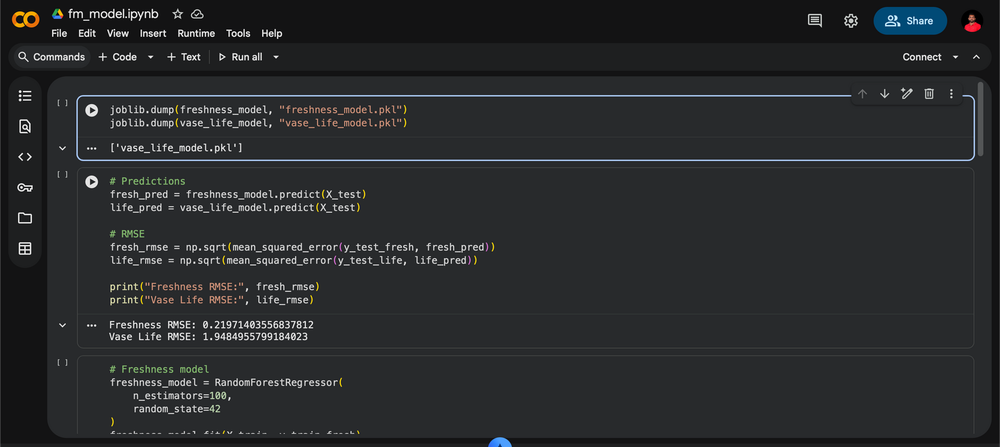 fm_model.ipynb
File Edit View Insert Runtime Tools Help
Share
Commands + Code + Text Run all
Connect
[ ]
joblib.dump(freshness_model, "freshness_model.pkl")
joblib.dump(vase_life_model, "vase_life_model.pkl")
['vase_life_model.pkl']
[ ]
# Predictions
fresh_pred = freshness_model.predict(X_test)
life_pred = vase_life_model.predict(X_test)
# RMSE
fresh_rmse = np.sqrt(mean_squared_error(y_test_fresh, fresh_pred))
life_rmse = np.sqrt(mean_squared_error(y_test_life, life_pred))
print("Freshness RMSE:", fresh_rmse)
print("Vase Life RMSE:", life_rmse)
Freshness RMSE: 0.21971403556837812
Vase Life RMSE: 1.9484955799184023
[ ]
# Freshness model
freshness_model = RandomForestRegressor(
    n_estimators=100,
    random_state=42
)
freshness_model.fit(X_train, y_train_fresh)